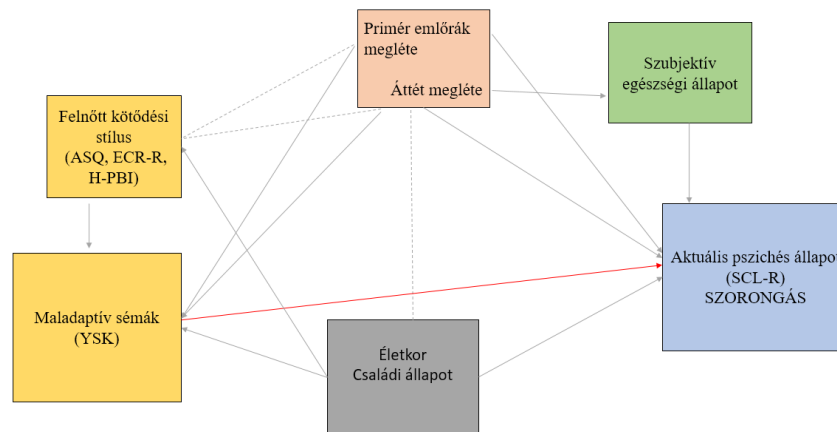 Primér emlőrák
megléte
Áttét megléte
Szubjektív
egészségi állapot
Felnőtt kötődési
stílus
(ASQ, ECR-R,
H-PBI)
Aktuális pszichés állapot
(SCL-R)
SZORONGÁS
Maladaptív sémák
(YSK)
Életkor
Családi állapot